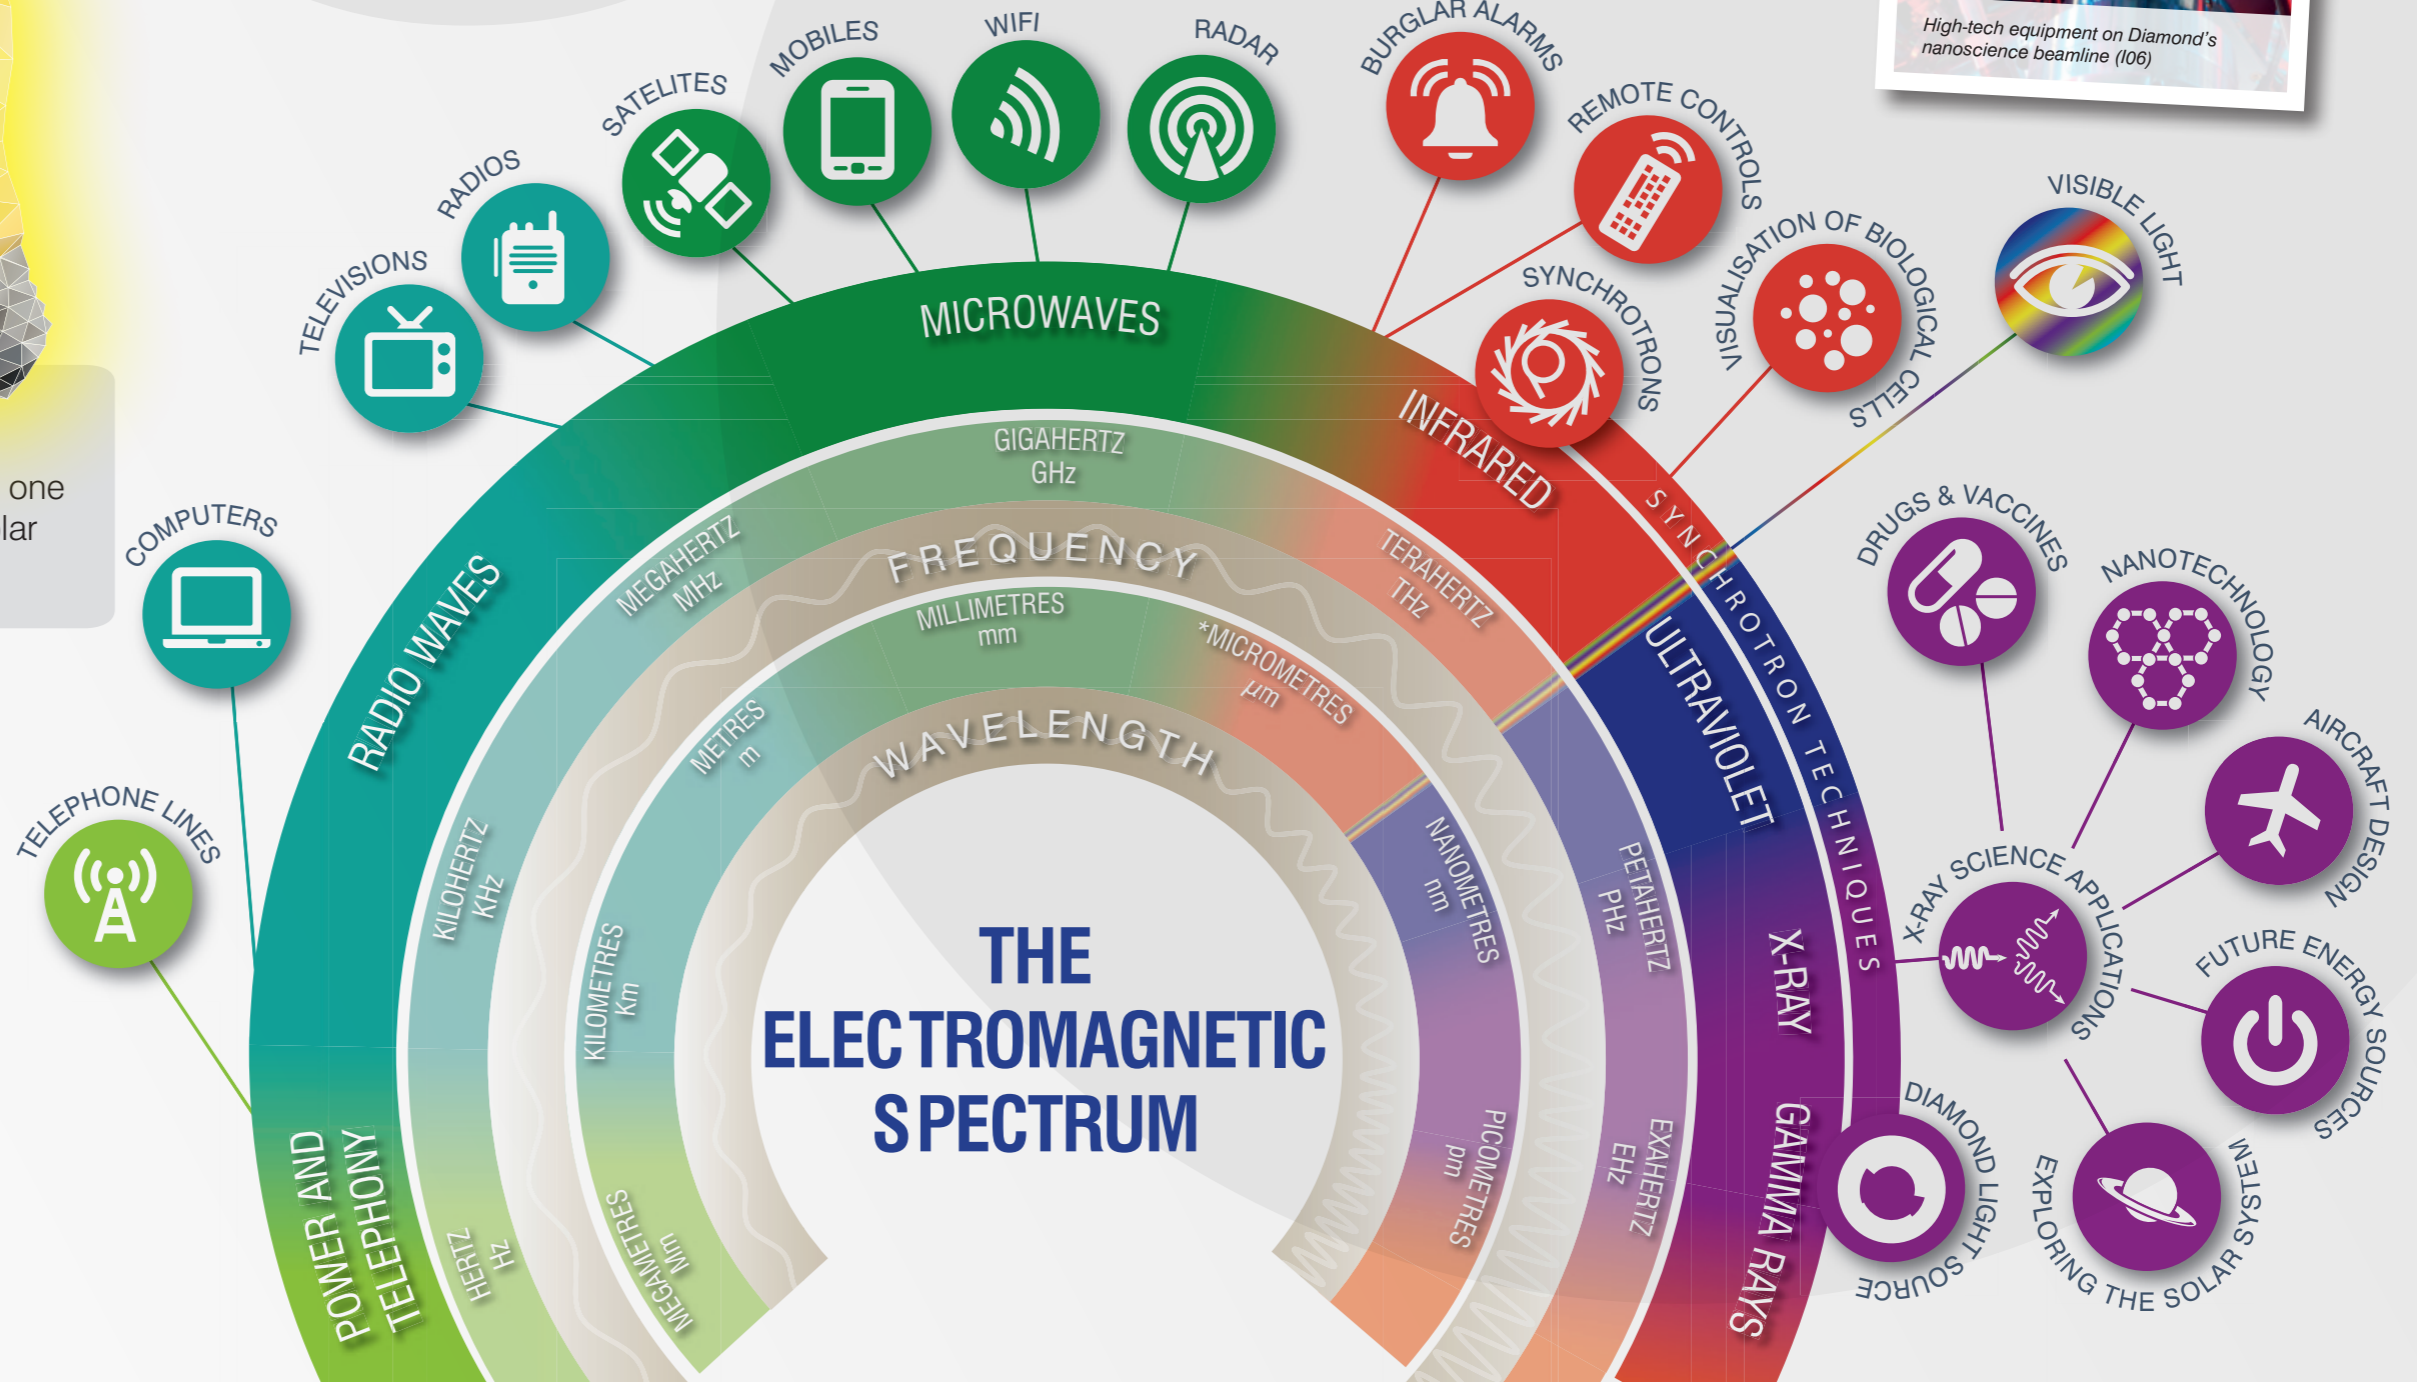 High-tech equipment on Diamond's
nanoscience beamline (I06)
one
lar
TELEPHONE LINES
COMPUTERS
TELEVISIONS
RADIOS
SATELITES
MOBILES
WIFI
RADAR
BURGLAR ALARMS
REMOTE CONTROLS
SYNCHROTRONS
VISUALISATION OF BIOLOGICAL CELLS
VISIBLE LIGHT
DRUGS & VACCINES
NANOTECHNOLOGY
AIRCRAFT DESIGN
X-RAY SCIENCE APPLICATIONS
FUTURE ENERGY SOURCES
EXPLORING THE SOLAR SYSTEM
DIAMOND LIGHT SOURCE
POWER AND
TELEPHONY
RADIO WAVES
MICROWAVES
INFRARED
ULTRAVIOLET
X-RAY
GAMMA RAYS
SYNCHROTRON TECHNIQUES
HERTZ
Hz
KILOHERTZ
KHz
MEGAHERTZ
MHz
GIGAHERTZ
GHz
TERAHERTZ
THz
PETAHERTZ
PHz
EXAHERTZ
EHz
FREQUENCY
MEGAMETRES
Mm
KILOMETRES
Km
METRES
m
MILLIMETRES
mm
*MICROMETRES
μm
NANOMETRES
nm
PICOMETRES
pm
WAVELENGTH
THE
ELECTROMAGNETIC
SPECTRUM